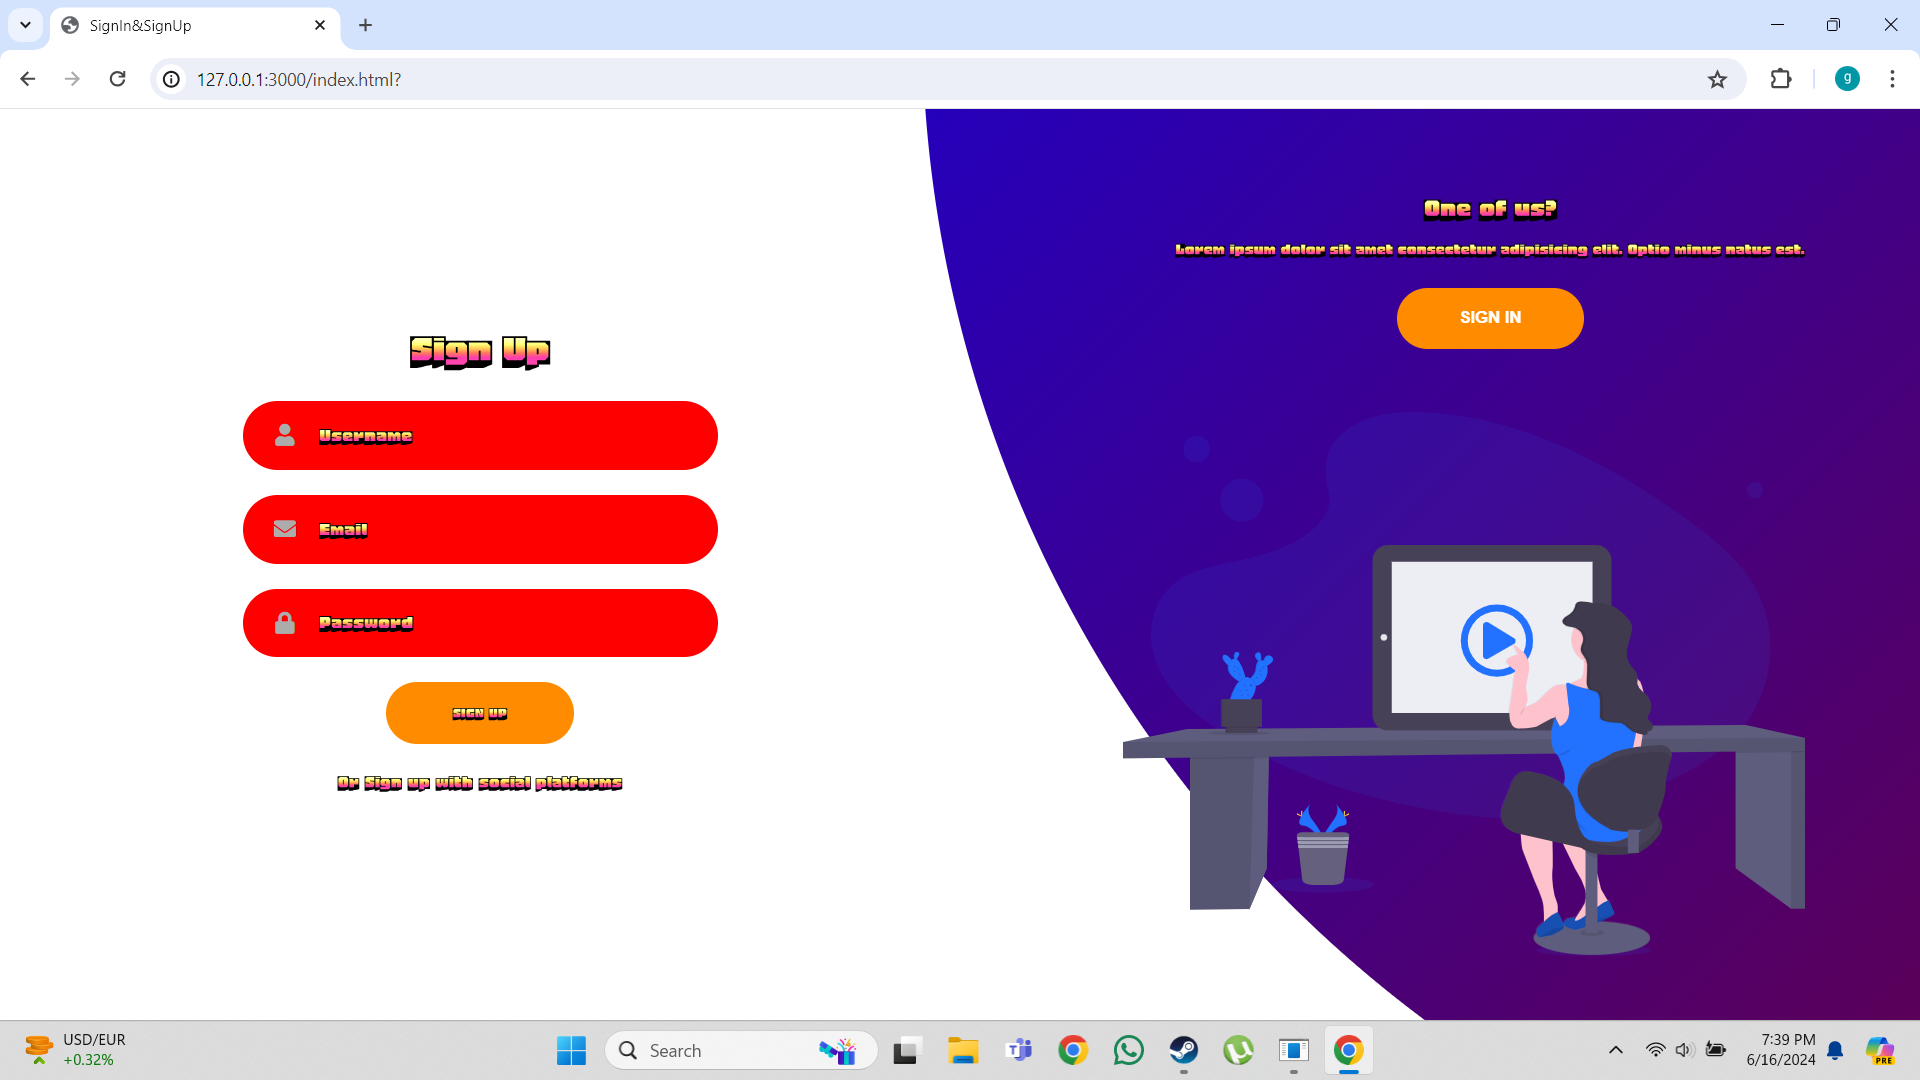 SignIn&SignUp
127.0.0.1:3000/index.html?
g
One of us?
Lorem ipsum dolor sit amet consectetur adipisicing elit. Optio minus natus est.
SIGN IN
Sign Up
Username
Email
Password
SIGN UP
Or Sign up with social platforms
USD/EUR
+0.32%
Search
7:39 PM
6/16/2024
PRE